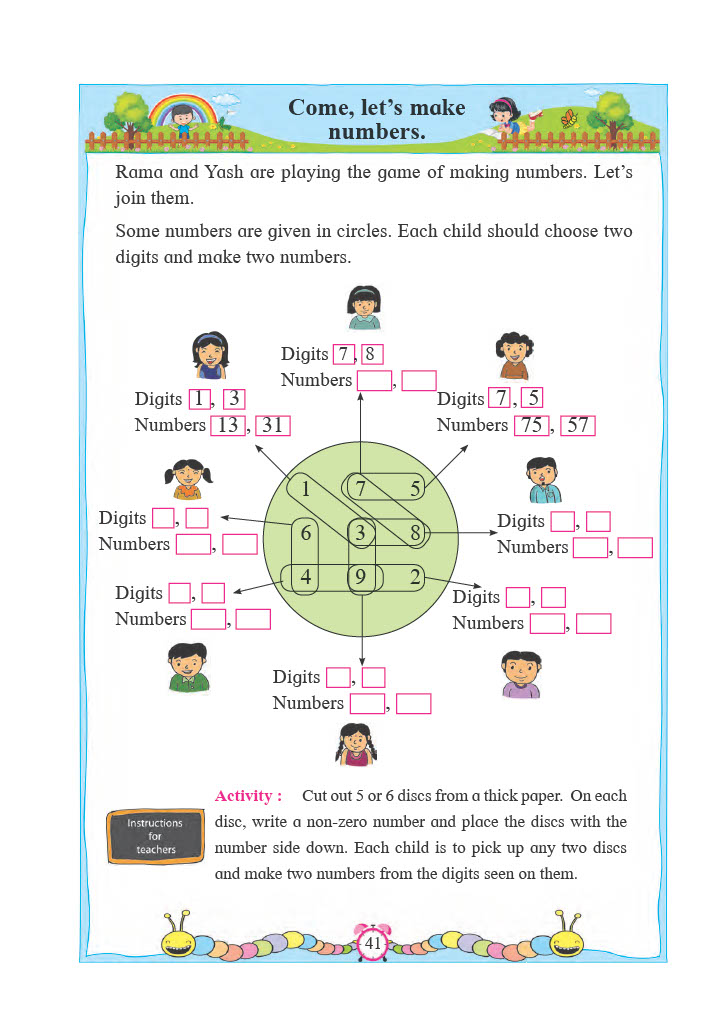 Come, let's make
numbers.
Rama and Yash are playing the game of making numbers. Let's
join them.
Some numbers are given in circles. Each child should choose two
digits and make two numbers.
Digits 7, 8
Numbers ,
Digits 1, 3
Numbers 13, 31
Digits 7, 5
Numbers 75, 57
1 7 5
6 3 8
4 9 2
Digits ,
Numbers ,
Digits ,
Numbers ,
Digits ,
Numbers ,
Digits ,
Numbers ,
Digits ,
Numbers ,
Instructions
for
teachers
Activity : Cut out 5 or 6 discs from a thick paper. On each
disc, write a non-zero number and place the discs with the
number side down. Each child is to pick up any two discs
and make two numbers from the digits seen on them.
41